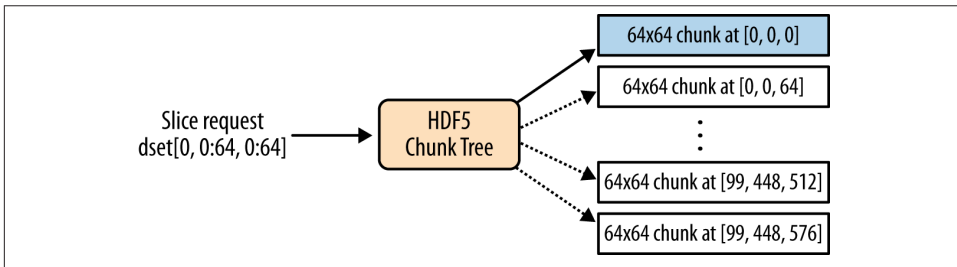 64x64 chunk at [0, 0, 0]
64x64 chunk at [0, 0, 64]
Slice request
dset[0, 0:64, 0:64]
HDF5
Chunk Tree
64x64 chunk at [99, 448, 512]
64x64 chunk at [99, 448, 576]